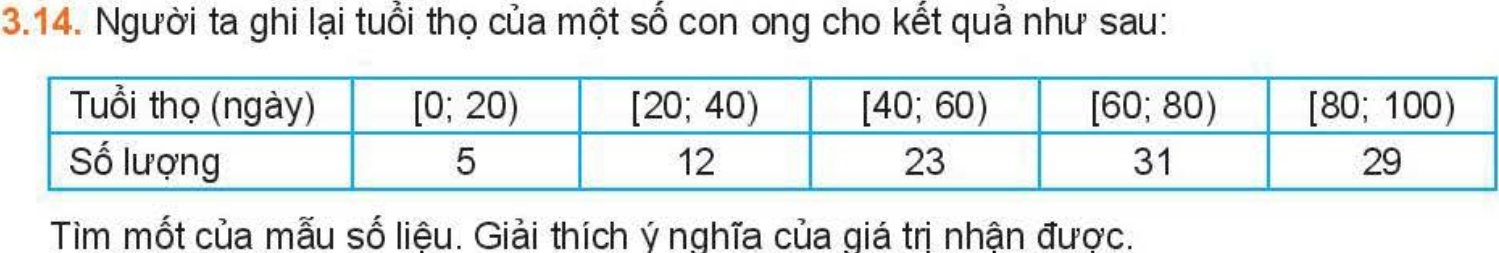 3.14. Người ta ghi lại tuổi thọ của một số con ong cho kết quả như sau:
Tuổi thọ (ngày) [0; 20) [20; 40) [40; 60) [60; 80) [80; 100)
Số lượng 5 12 23 31 29
Tìm mốt của mẫu số liệu. Giải thích ý nghĩa của giá trị nhận được.